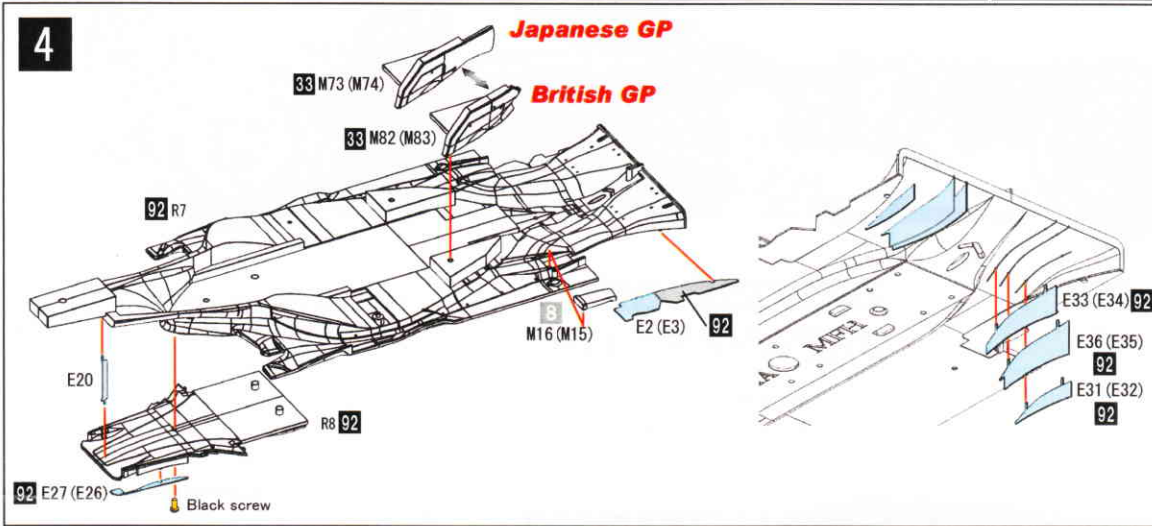 4
Japanese GP
33 M73 (M74)
British GP
33 M82 (M83)
92 R7
8
M16 (M15)
E2 (E3) 92
E20
R8 92
92 E27 (E26)
Black screw
MFH
E33 (E34) 92
E36 (E35)
92
E31 (E32)
92